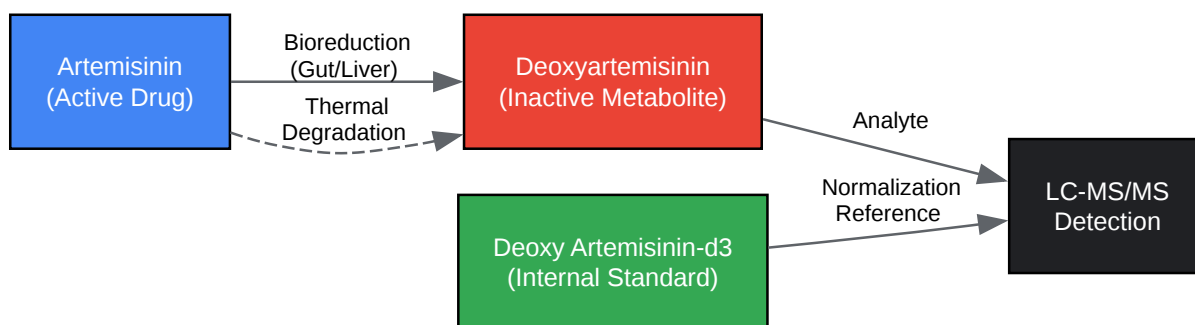 Artemisinin
(Active Drug)
Bioreduction
(Gut/Liver)
Thermal
Degradation
Deoxyartemisinin
(Inactive Metabolite)
Analyte
Normalization
Reference
LC-MS/MS
Detection
Deoxy Artemisinin-d3
(Internal Standard)